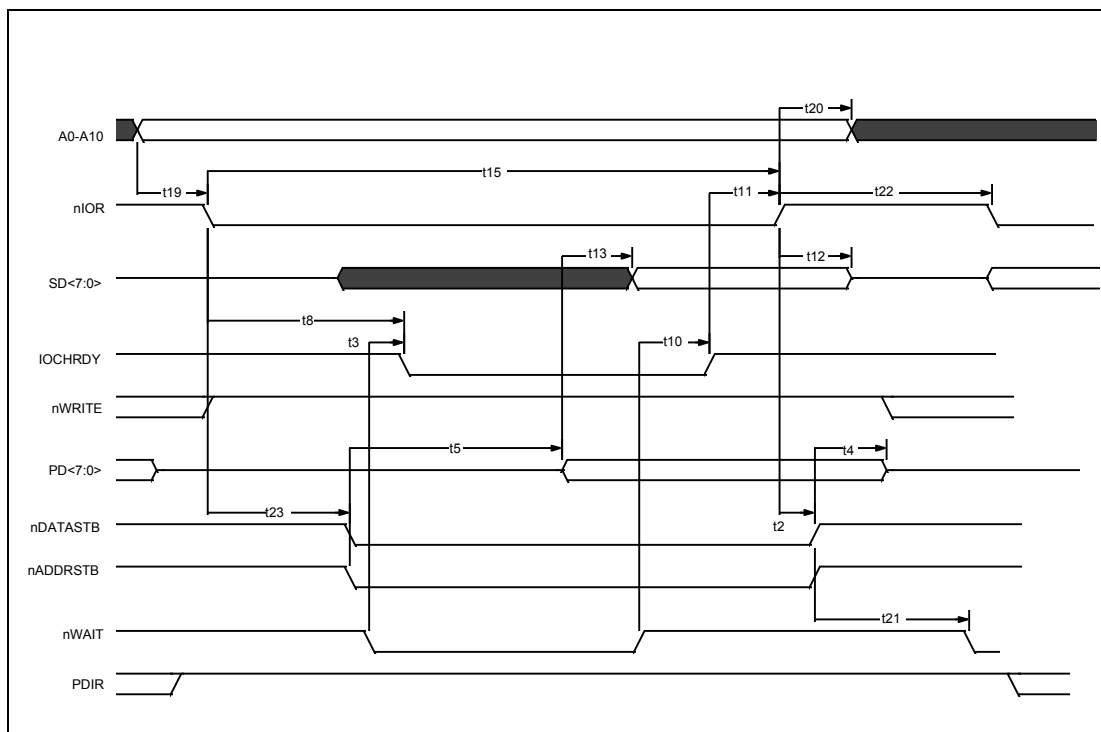 t20
A0-A10
t15
t19
t11
t22
nIOR
t13
t12
SD<7:0>
t8
t3
t10
IOCHRDY
nWRITE
t5
t4
PD<7:0>
t23
nDATASTB
t2
nADDRSTB
t21
nWAIT
PDIR